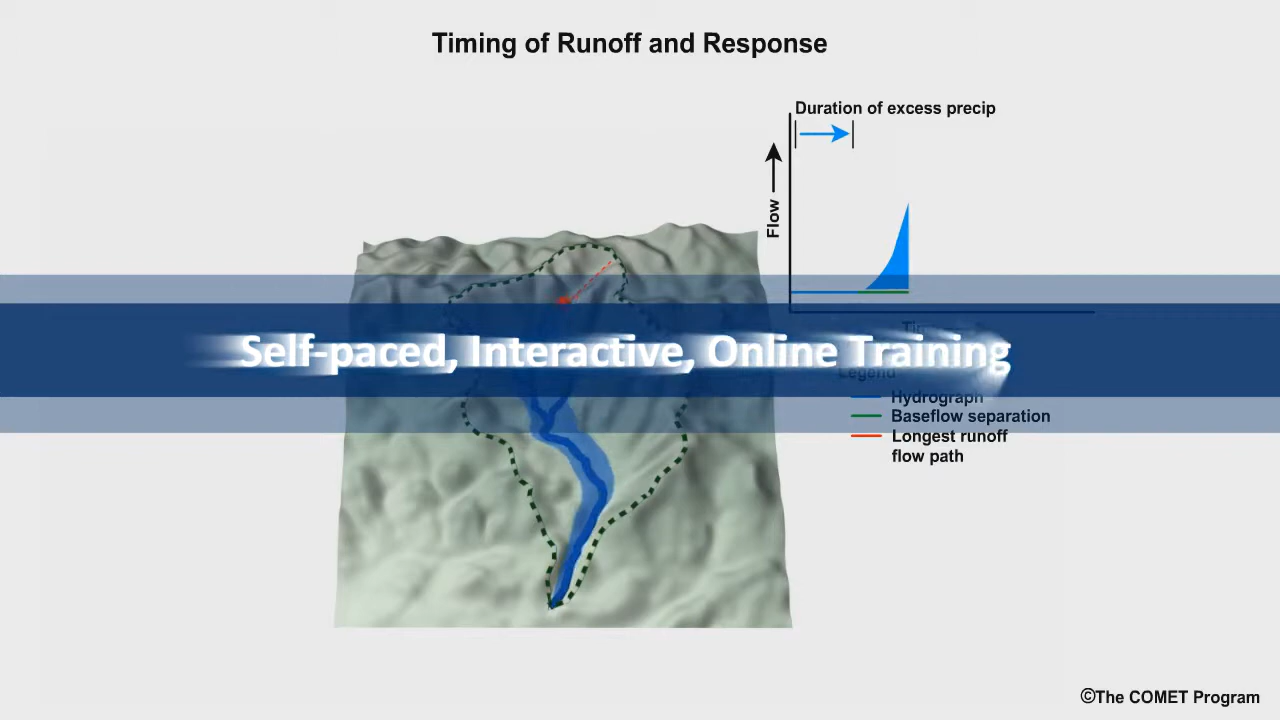 Timing of Runoff and Response
Duration of excess precip
Flow
Self-paced, Interactive, Online Training
Legend
Hydrograph
Baseflow separation
Longest runoff
flow path
©The COMET Program